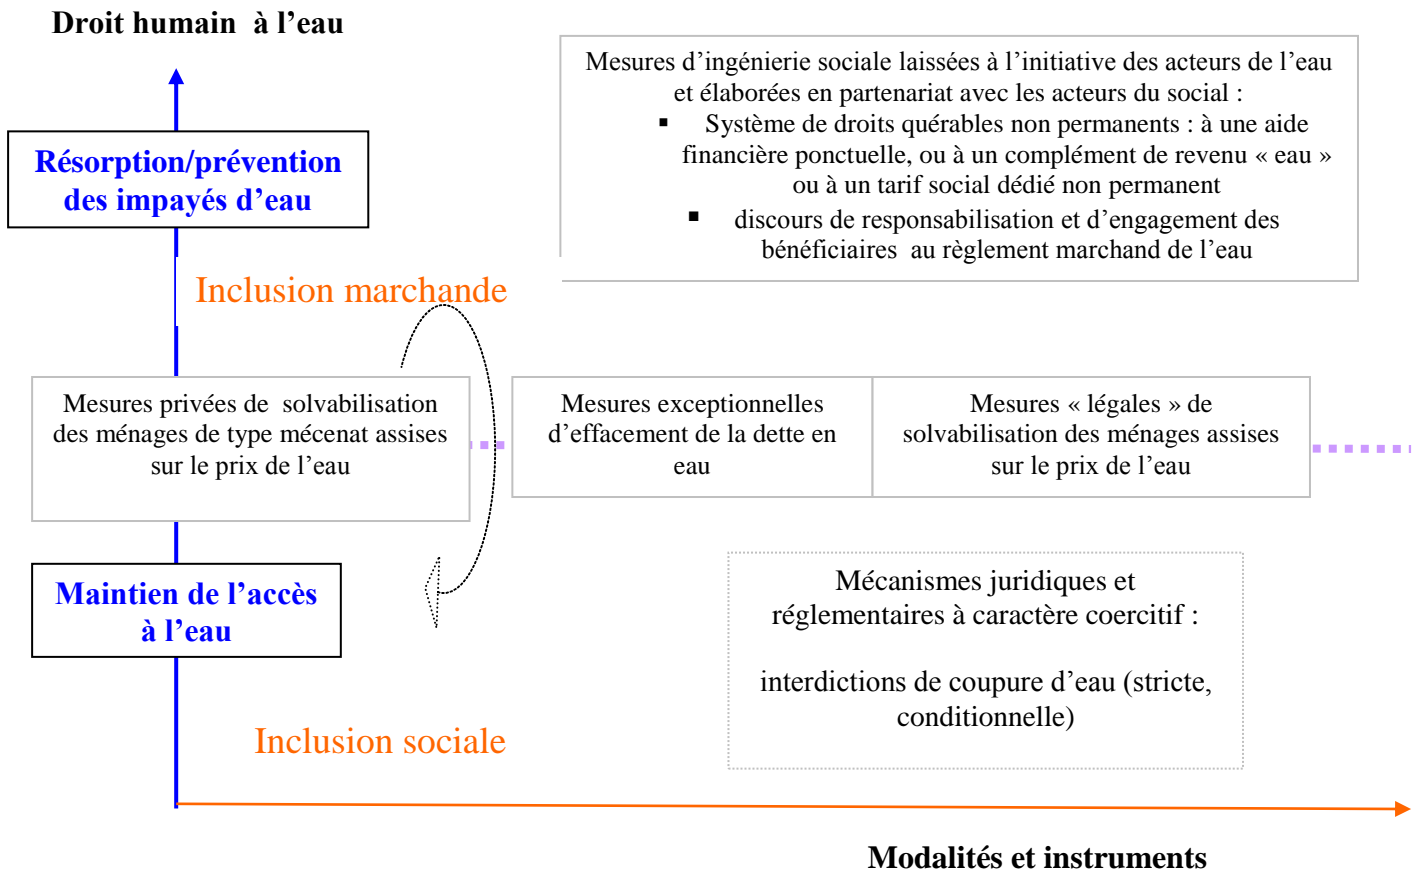 Droit humain à l’eau
Mesures d’ingénierie sociale laissées à l’initiative des acteurs de l’eau
et élaborées en partenariat avec les acteurs du social :
▪ Système de droits quérables non permanents : à une aide
financière ponctuelle, ou à un complément de revenu « eau »
ou à un tarif social dédié non permanent
▪ discours de responsabilisation et d’engagement des
bénéficiaires au règlement marchand de l’eau
Résorption/prévention
des impayés d’eau
Inclusion marchande
Mesures privées de solvabilisation
des ménages de type mécenat assises
sur le prix de l’eau
Mesures exceptionnelles
d’effacement de la dette en
eau
Mesures « légales » de
solvabilisation des ménages assises
sur le prix de l’eau
Maintien de l’accès
à l’eau
Mécanismes juridiques et
réglementaires à caractère coercitif :
interdictions de coupure d’eau (stricte,
conditionnelle)
Inclusion sociale
Modalités et instruments